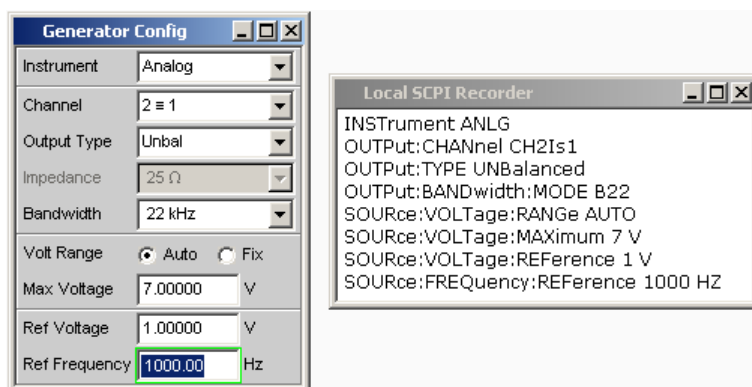 Generator Config
Instrument Analog
Channel 2 ≡ 1
Output Type Unbal
Impedance 25 Ω
Bandwidth 22 kHz
Volt Range Auto Fix
Max Voltage 7.00000 V
Ref Voltage 1.00000 V
Ref Frequency 1000.00 Hz
Local SCPI Recorder
INSTrument ANLG
OUTPut:CHANnel CH2Is1
OUTPut:TYPE UNBalanced
OUTPut:BANDwidth:MODE B22
SOURce:VOLTage:RANGe AUTO
SOURce:VOLTage:MAXimum 7 V
SOURce:VOLTage:REFerence 1 V
SOURce:FREQuency:REFerence 1000 HZ